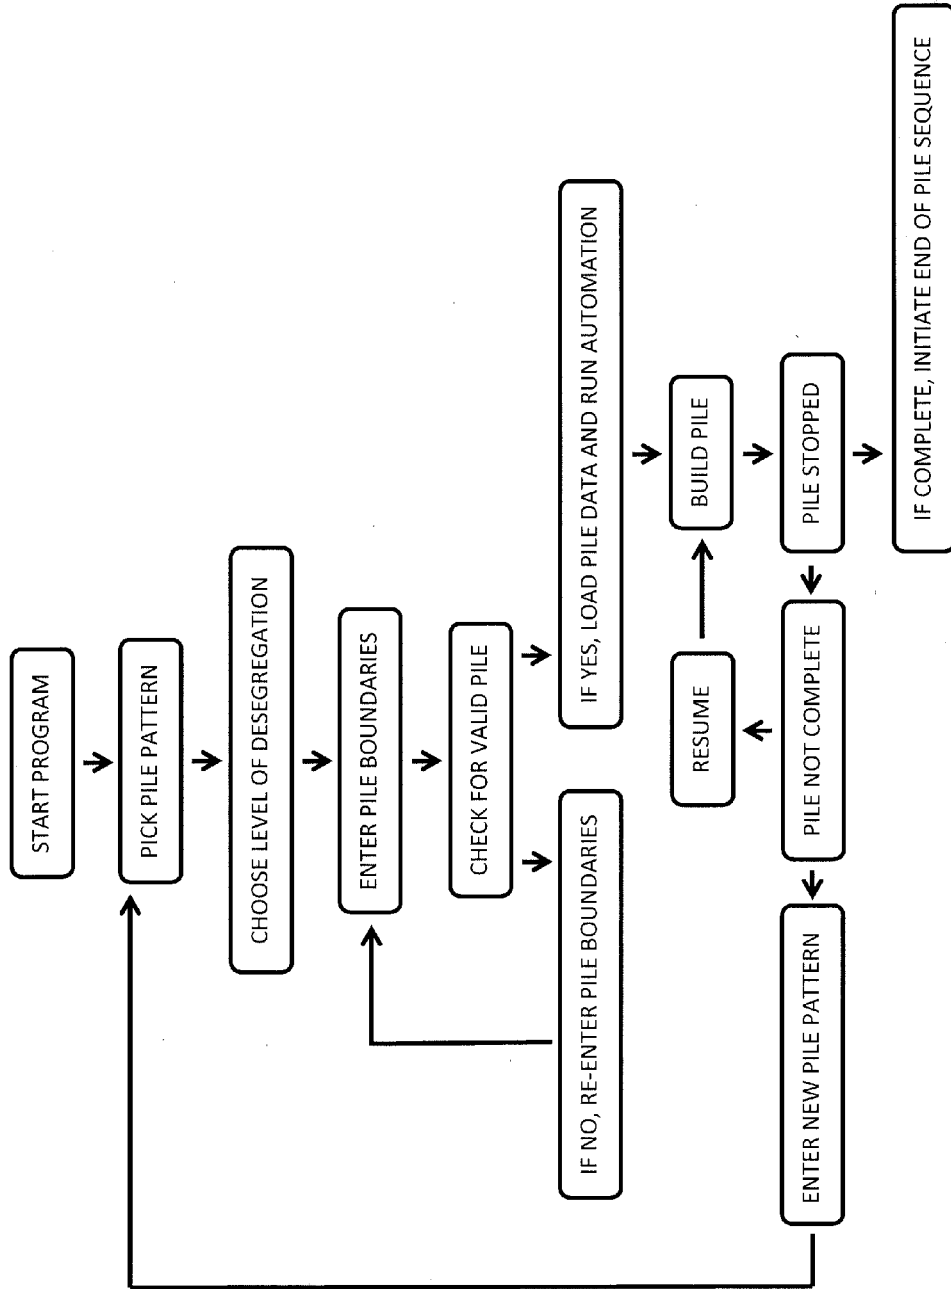 START PROGRAM
PICK PILE PATTERN
CHOOSE LEVEL OF DESEGREGATION
ENTER PILE BOUNDARIES
CHECK FOR VALID PILE
IF NO, RE-ENTER PILE BOUNDARIES
IF YES, LOAD PILE DATA AND RUN AUTOMATION
RESUME
BUILD PILE
ENTER NEW PILE PATTERN
PILE NOT COMPLETE
PILE STOPPED
IF COMPLETE, INITIATE END OF PILE SEQUENCE